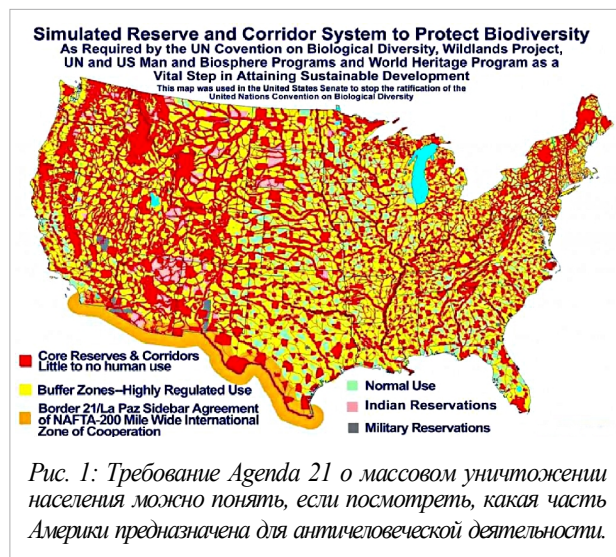 Simulated Reserve and Corridor System to Protect Biodiversity
As Required by the UN Covention on Biological Diversity, Wildlands Project,
UN and US Man and Biosphere Programs and World Heritage Program as a
Vital Step in Attaining Sustainable Development
This map was used in the United States Senate to stop the ratification of the
United Nations Convention on Biological Diversity
Core Reserves & Corridors
Little to no human use
Buffer Zones–Highly Regulated Use
Border 21/La Paz Sidebar Agreement
of NAFTA-200 Mile Wide International
Zone of Cooperation
Normal Use
Indian Reservations
Military Reservations
Рис. 1: Требование Agenda 21 о массовом уничтожении
населения можно понять, если посмотреть, какая часть
Америки предназначена для античеловеческой деятельности.